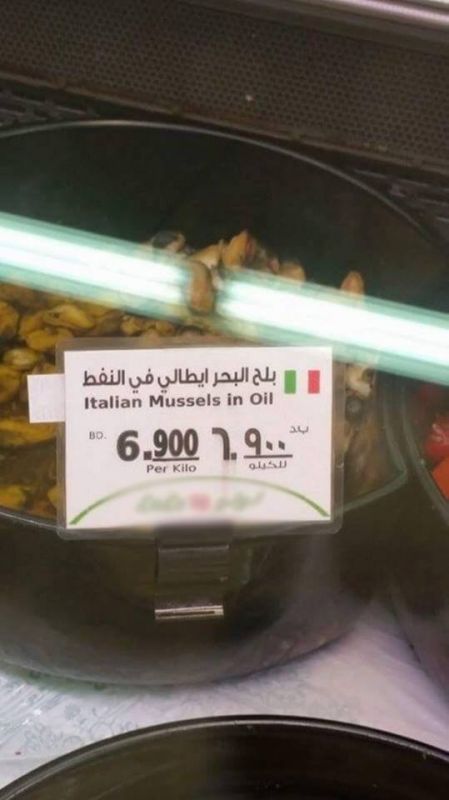 بلح البحر ايطالي في النفط
Italian Mussels in Oil
BD. 6.900 ٦.٩٠٠ ب.د
Per Kilo للكيلو